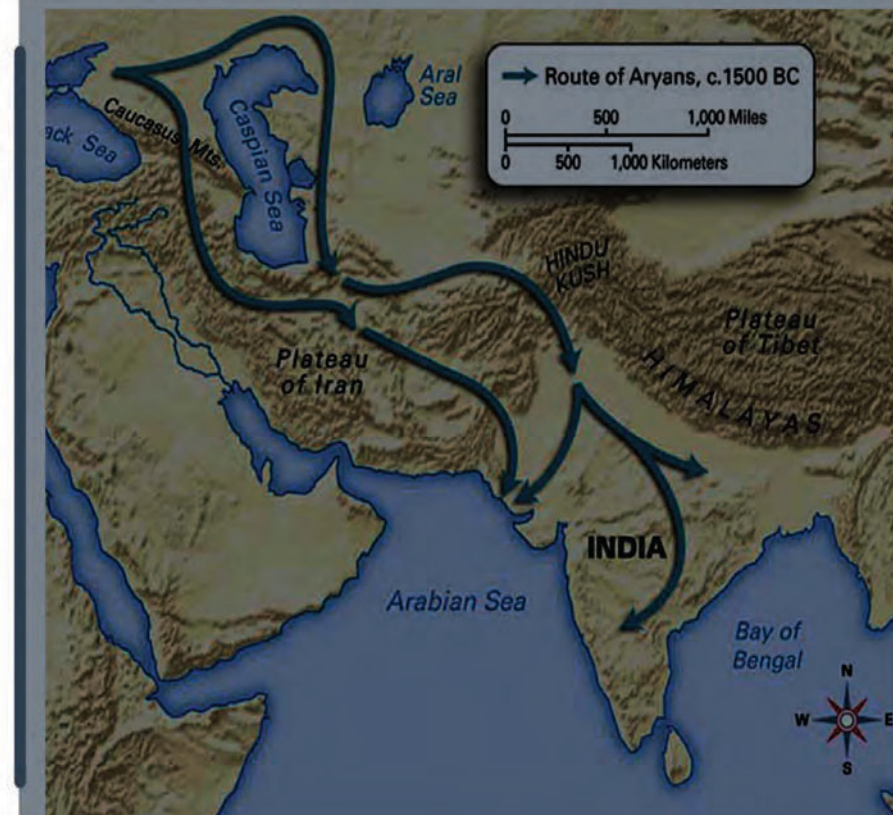 Aral
Sea
Route of Aryans, c.1500 BC
0 500 1,000 Miles
0 500 1,000 Kilometers
ack Sea
Caucasus Mts.
Caspian Sea
HINDU
KUSH
Plateau
of Tibet
Plateau
of Iran
HIMALAYAS
INDIA
Arabian Sea
Bay of
Bengal
N
W E
S